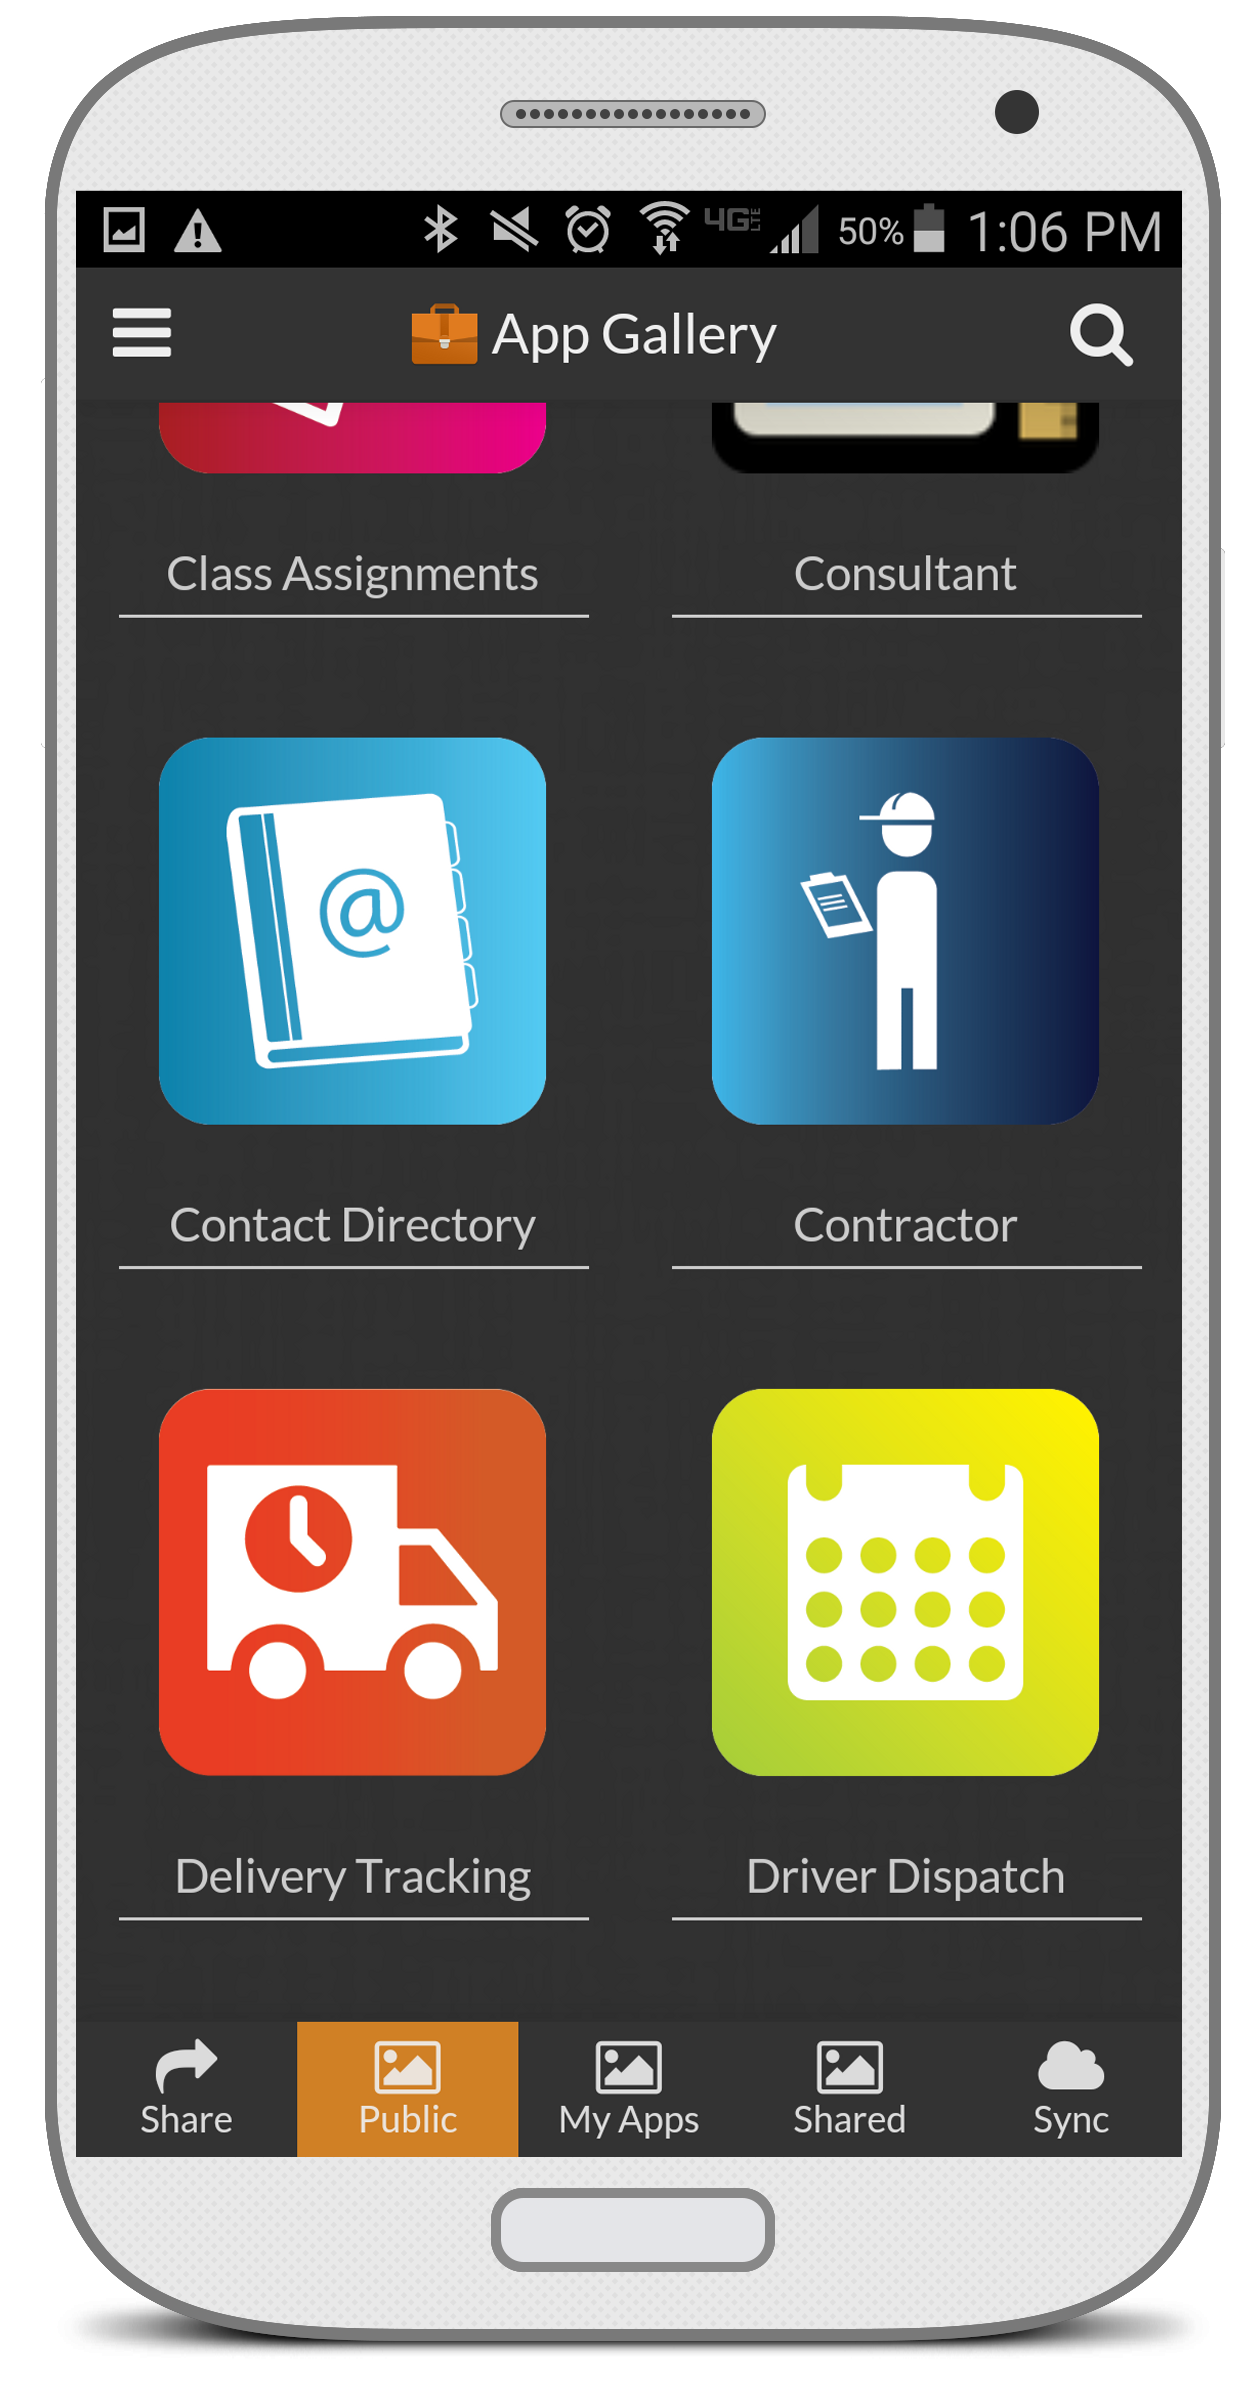 4G LTE 50% 1:06 PM
App Gallery
Class Assignments Consultant
@
Contact Directory Contractor
Delivery Tracking Driver Dispatch
Share Public My Apps Shared Sync